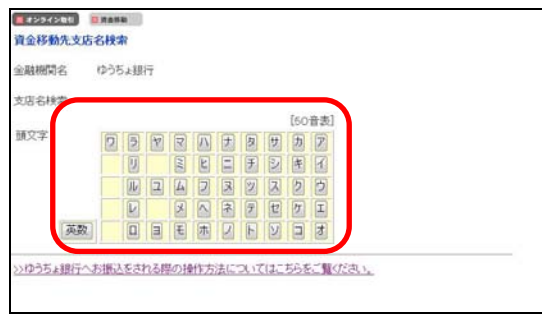 オンライン取引 資金移動
資金移動先支店名検索
金融機関名 ゆうちょ銀行
支店名検索
[50音表]
頭文字 ワ ラ ヤ マ ハ ナ タ サ カ ア
リ ミ ヒ ニ チ シ キ イ
ル ユ ム フ ヌ ツ ス ク ウ
レ メ ヘ ネ テ セ ケ エ
英数 ロ ヨ モ ホ ノ ト ソ コ オ
>>ゆうちょ銀行へお振込をされる際の操作方法についてはこちらをご覧ください。